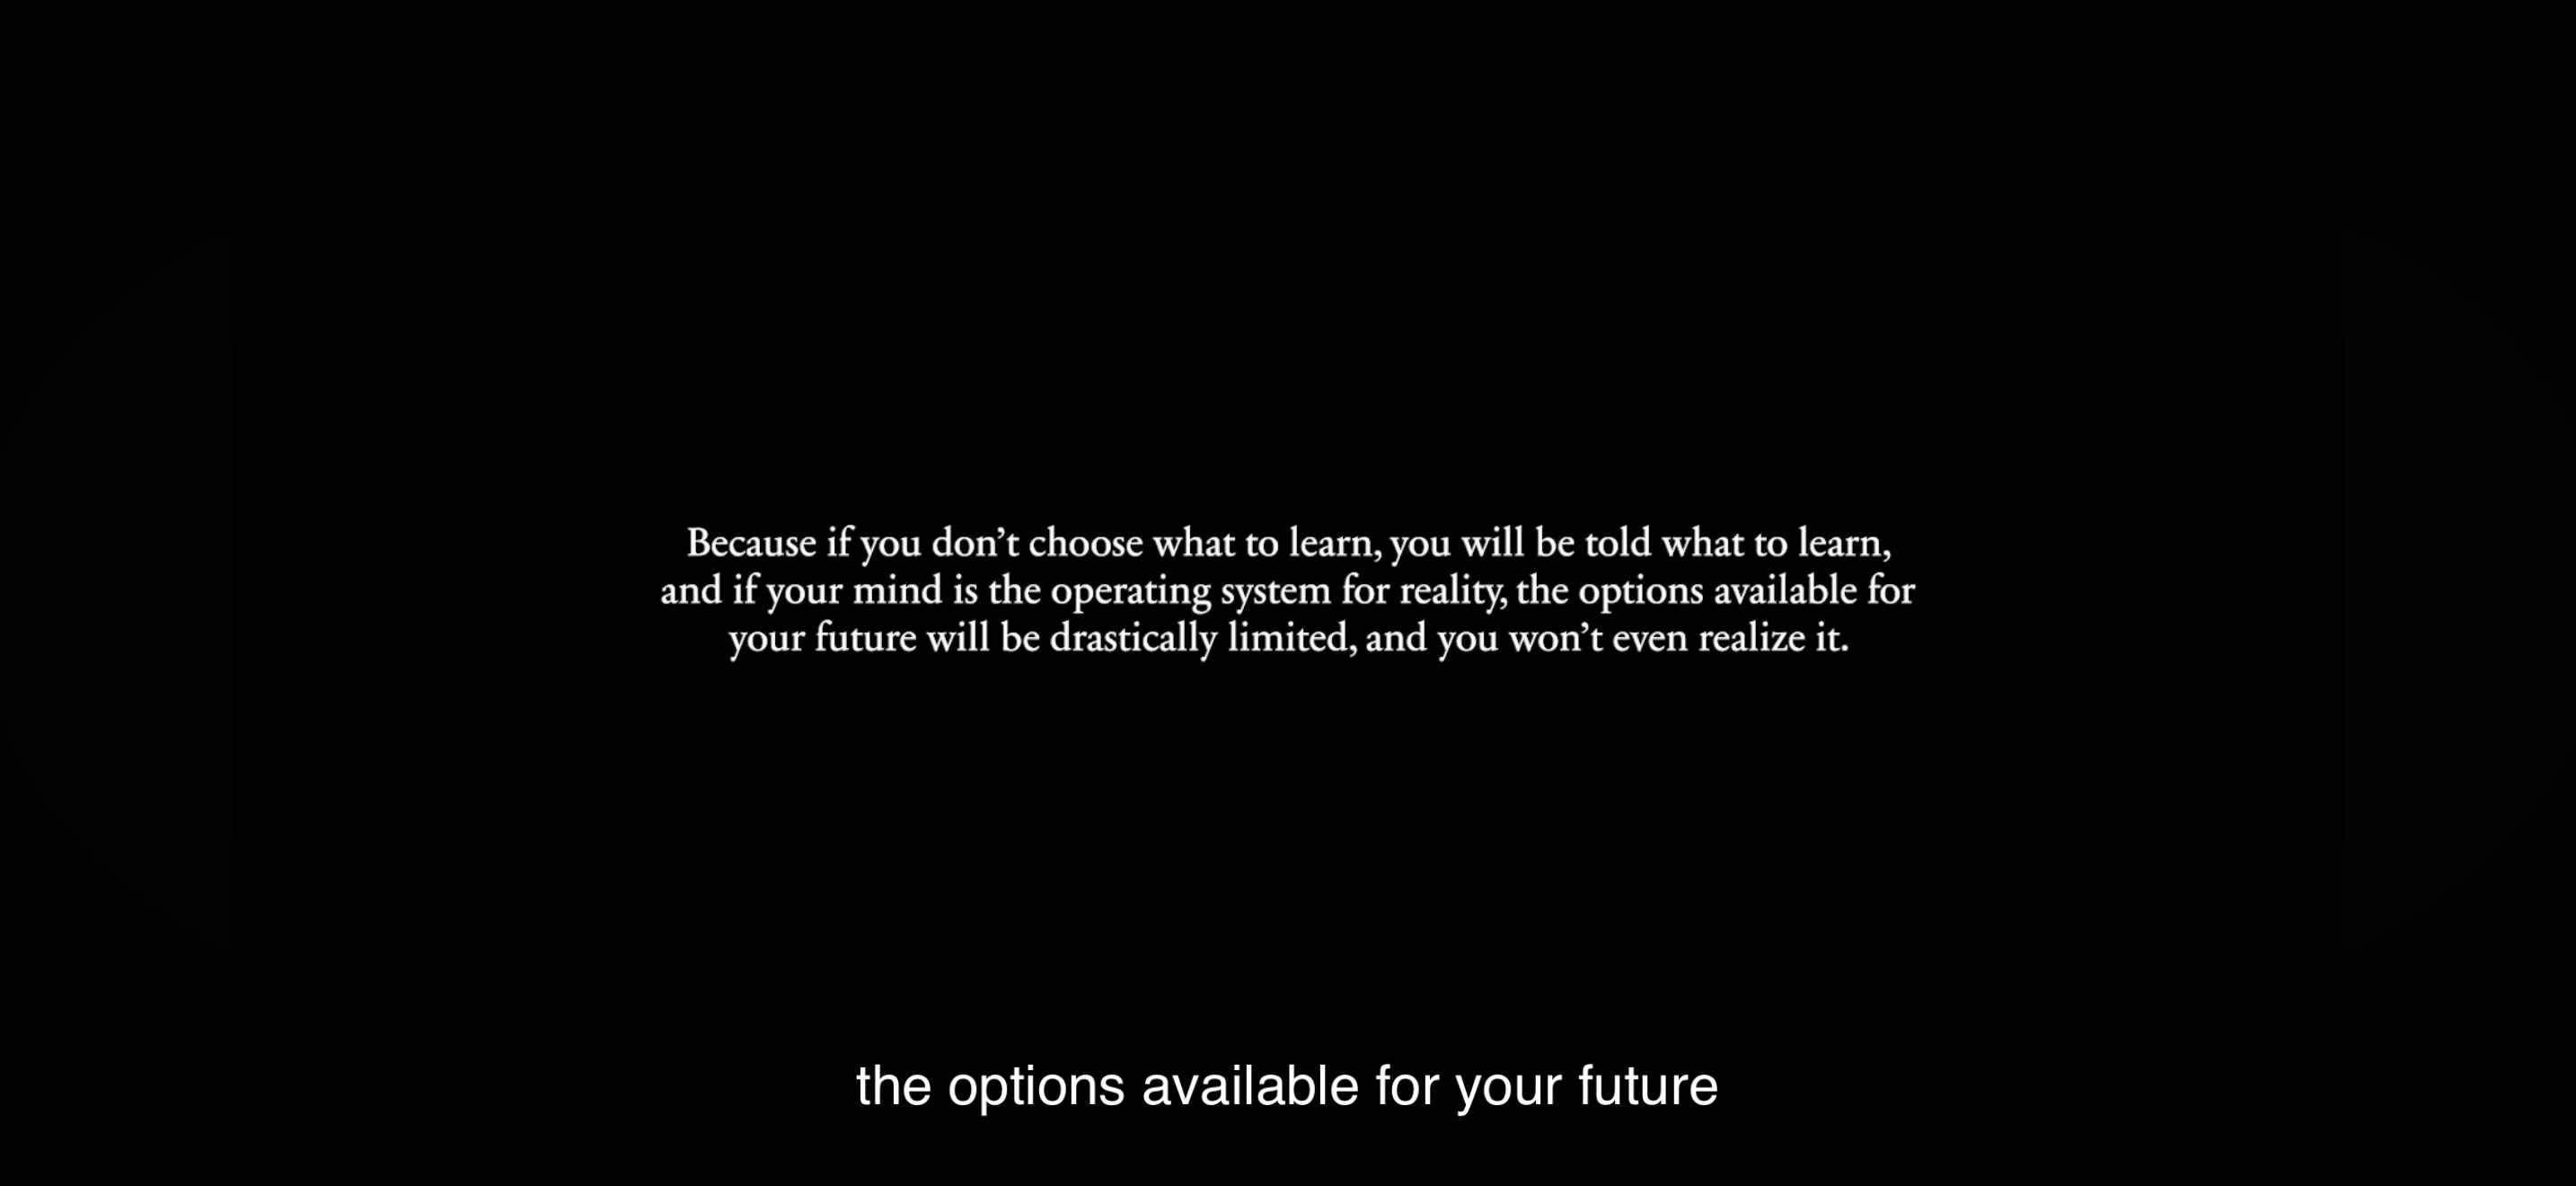 Because if you don’t choose what to learn, you will be told what to learn,
and if your mind is the operating system for reality, the options available for
your future will be drastically limited, and you won’t even realize it.
the options available for your future